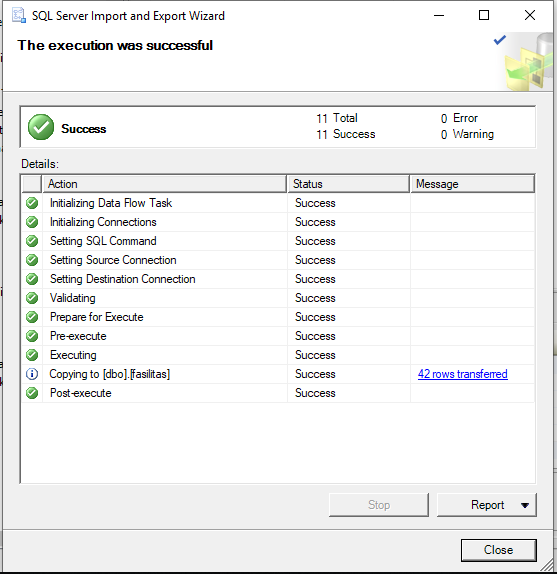 SQL Server Import and Export Wizard
The execution was successful
Success
11 Total 0 Error
11 Success 0 Warning
Details:
Action Status Message
Initializing Data Flow Task Success
Initializing Connections Success
Setting SQL Command Success
Setting Source Connection Success
Setting Destination Connection Success
Validating Success
Prepare for Execute Success
Pre-execute Success
Executing Success
Copying to [dbo].[fasilitas] Success 42 rows transferred
Post-execute Success
Stop Report
Close